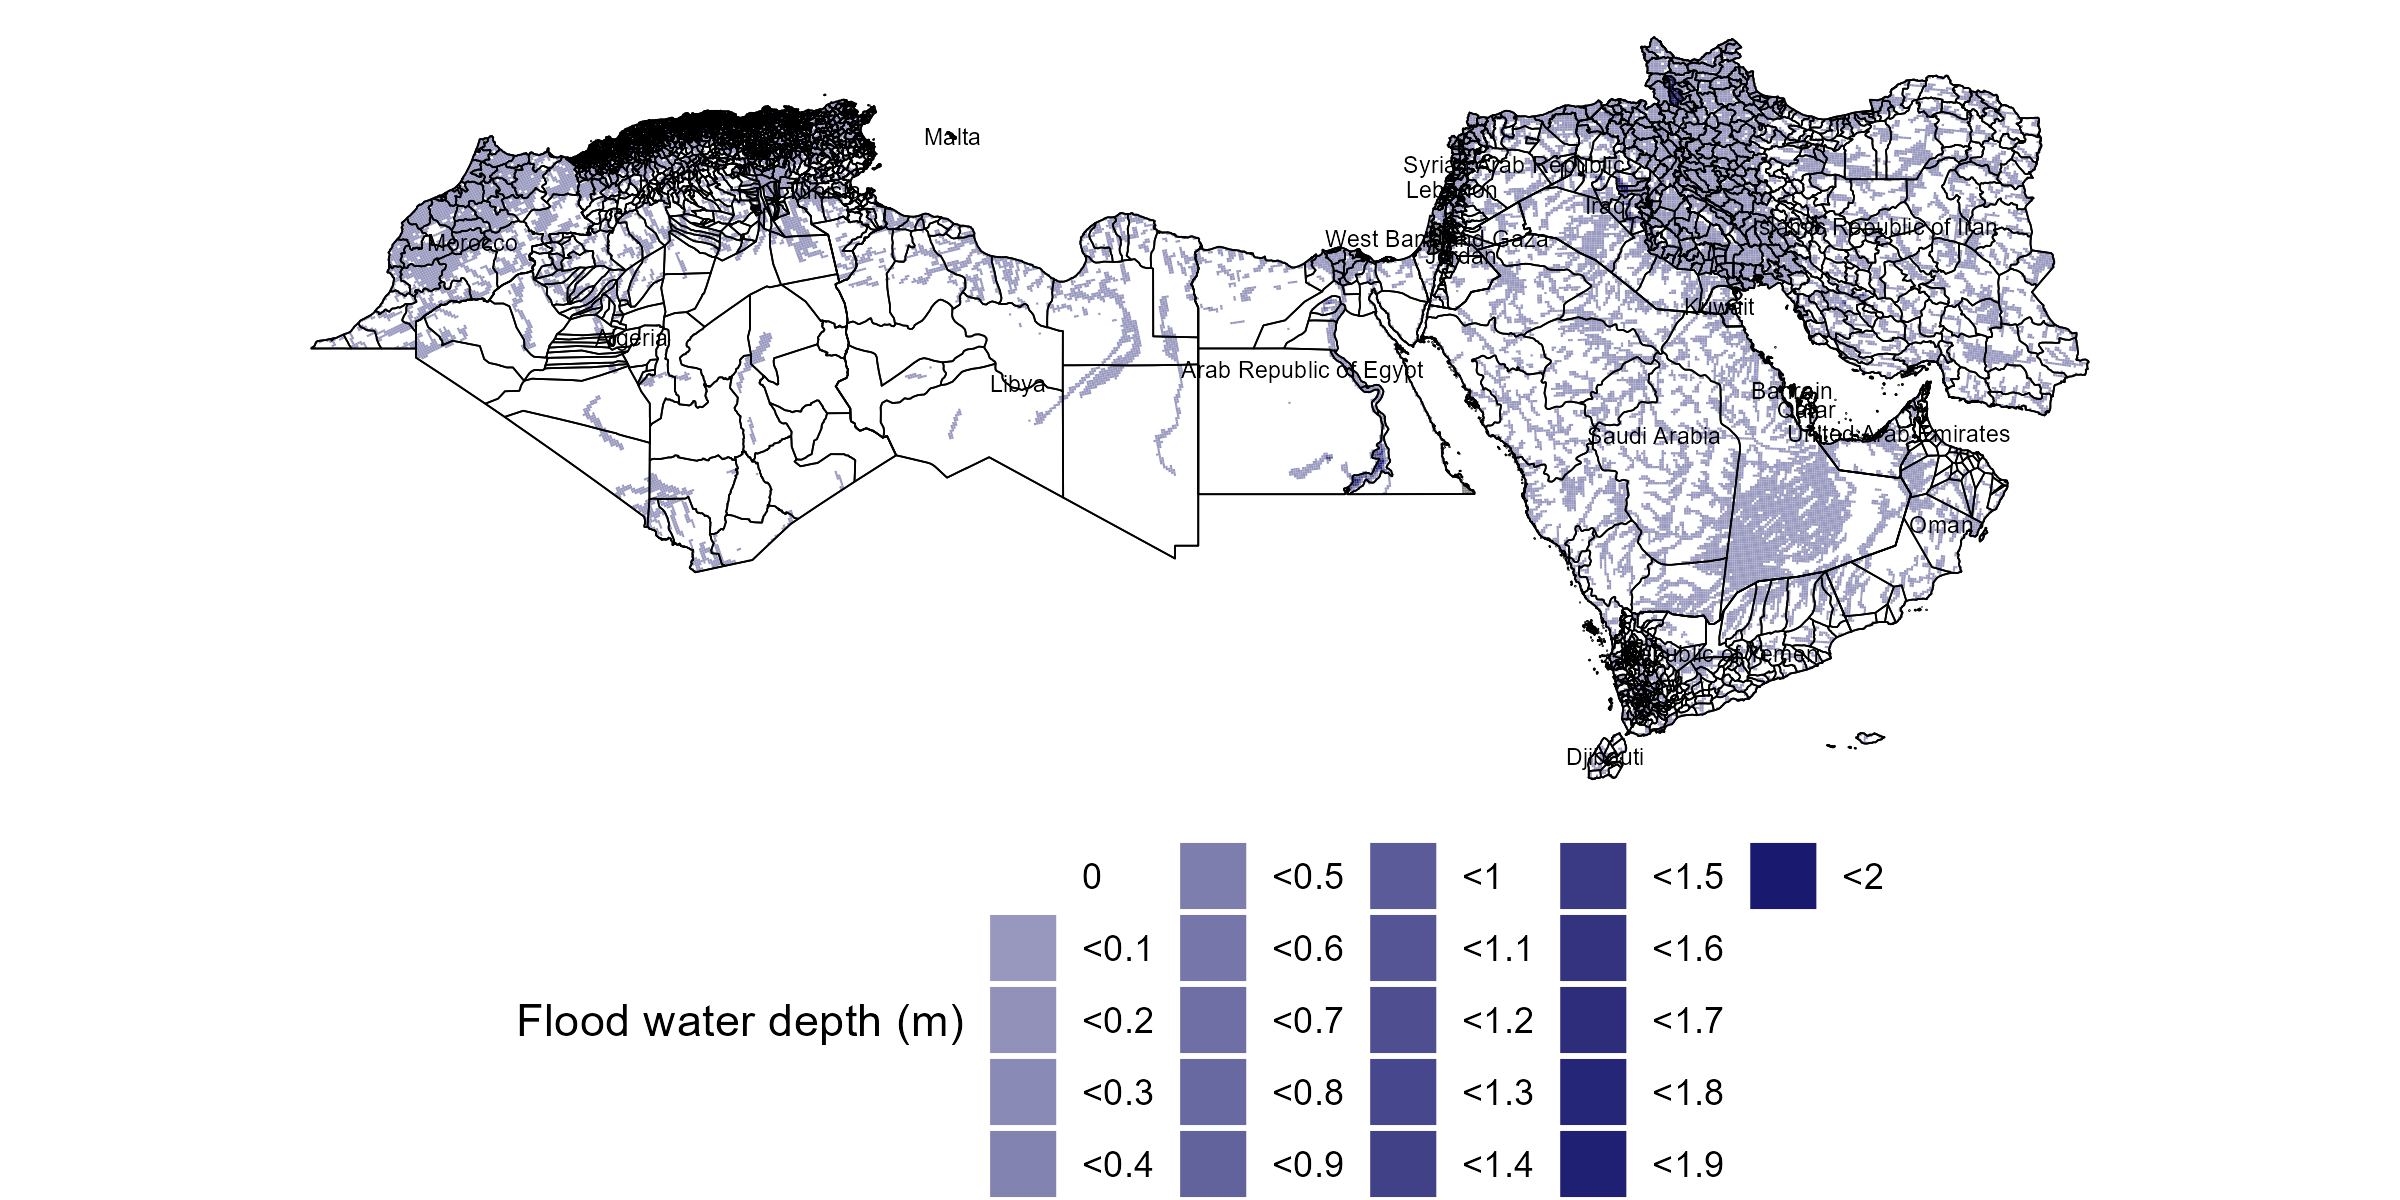 Malta
Syrian Arab Republic
Lebanon
Tunisia
Iraq
Islamic Republic of Iran
West Bank and Gaza
Morocco
Jordan
Kuwait
Algeria
Arab Republic of Egypt
Libya
Bahrain
Qatar
Saudi Arabia
United Arab Emirates
Oman
Republic of Yemen
Djibouti
0
<0.5
<1
<1.5
<2
<0.1
<0.6
<1.1
<1.6
Flood water depth (m)
<0.2
<0.7
<1.2
<1.7
<0.3
<0.8
<1.3
<1.8
<0.4
<0.9
<1.4
<1.9